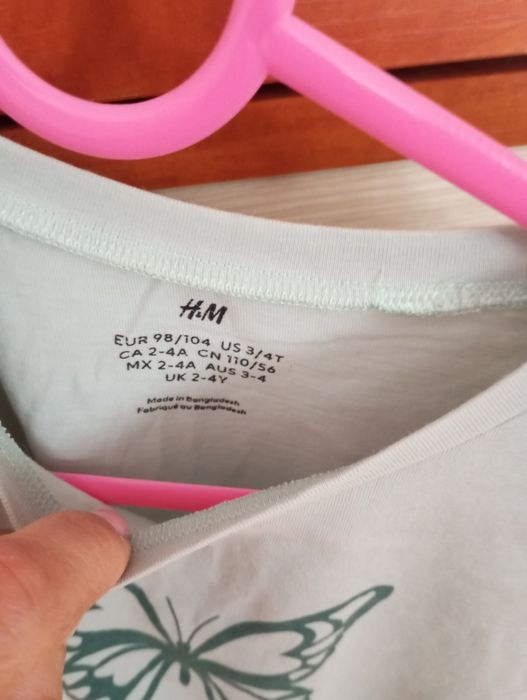 H&M
EUR 98/104 US 3/4T
CA 2-4A CN 110/56
MX 2-4A AUS 3-4
UK 2-4Y
Made in Bangladesh
Fabriqué au Bangladesh